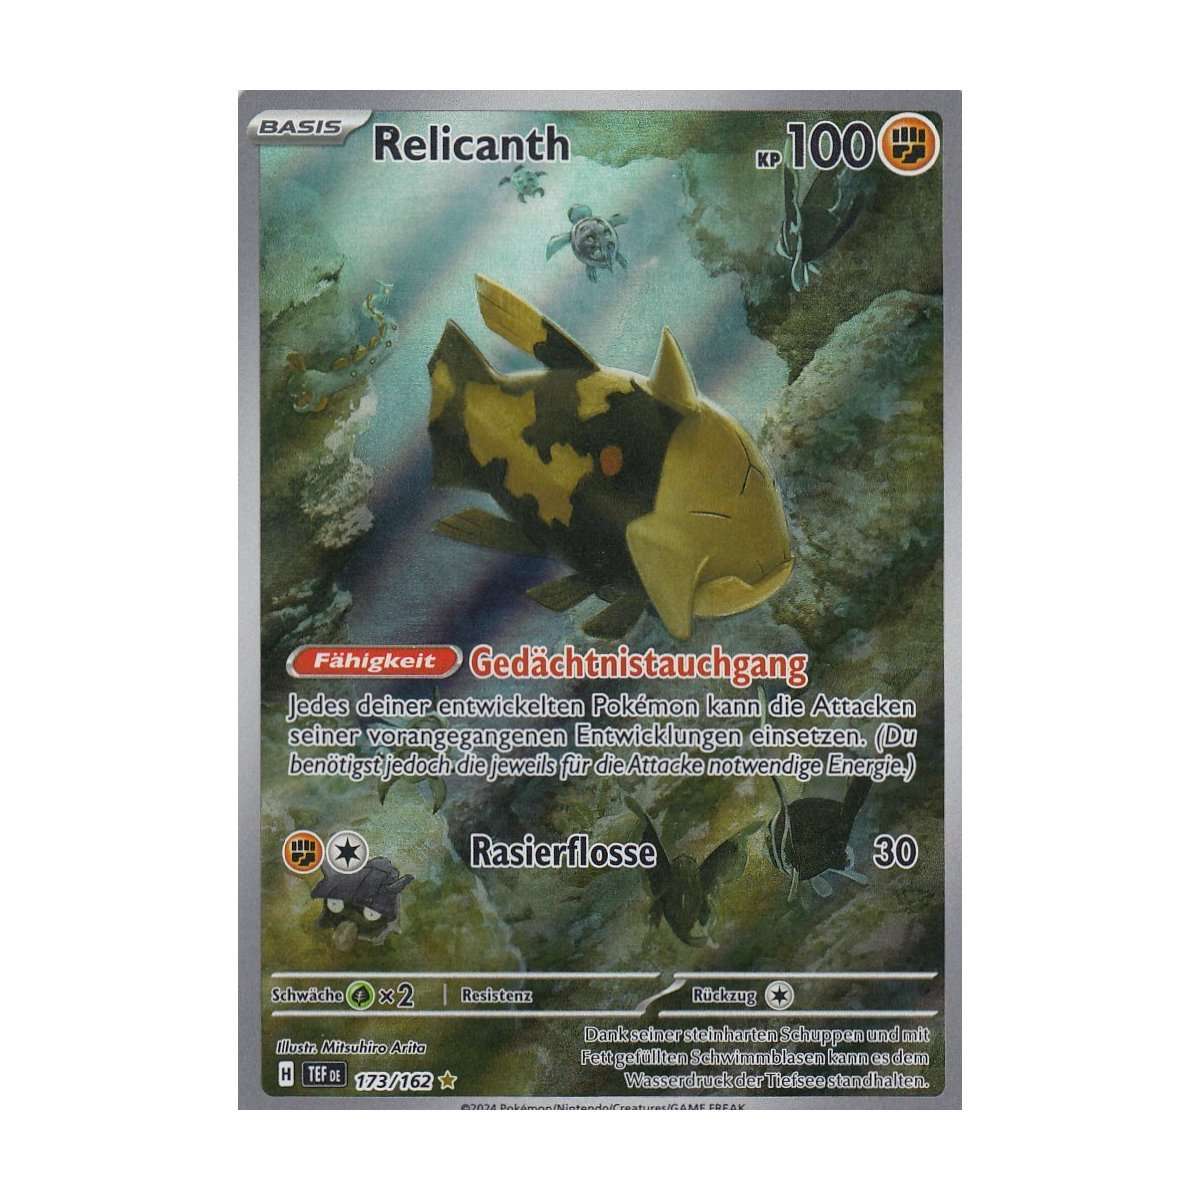 BASIS Relicanth KP 100
Fähigkeit Gedächtnistauchgang
Jedes deiner entwickelten Pokémon kann die Attacken
seiner vorangegangenen Entwicklungen einsetzen. (Du
benötigst jedoch die jeweils für die Attacke notwendige Energie.)
Rasierflosse 30
Schwäche ×2 Resistenz Rückzug
Dank seiner steinharten Schuppen und mit
Fett gefüllten Schwimmblasen kann es dem
Wasserdruck der Tiefsee standhalten.
Illustr. Mitsuhiro Arita
H TEF DE 173/162
©2024 Pokémon/Nintendo/Creatures/GAME FREAK